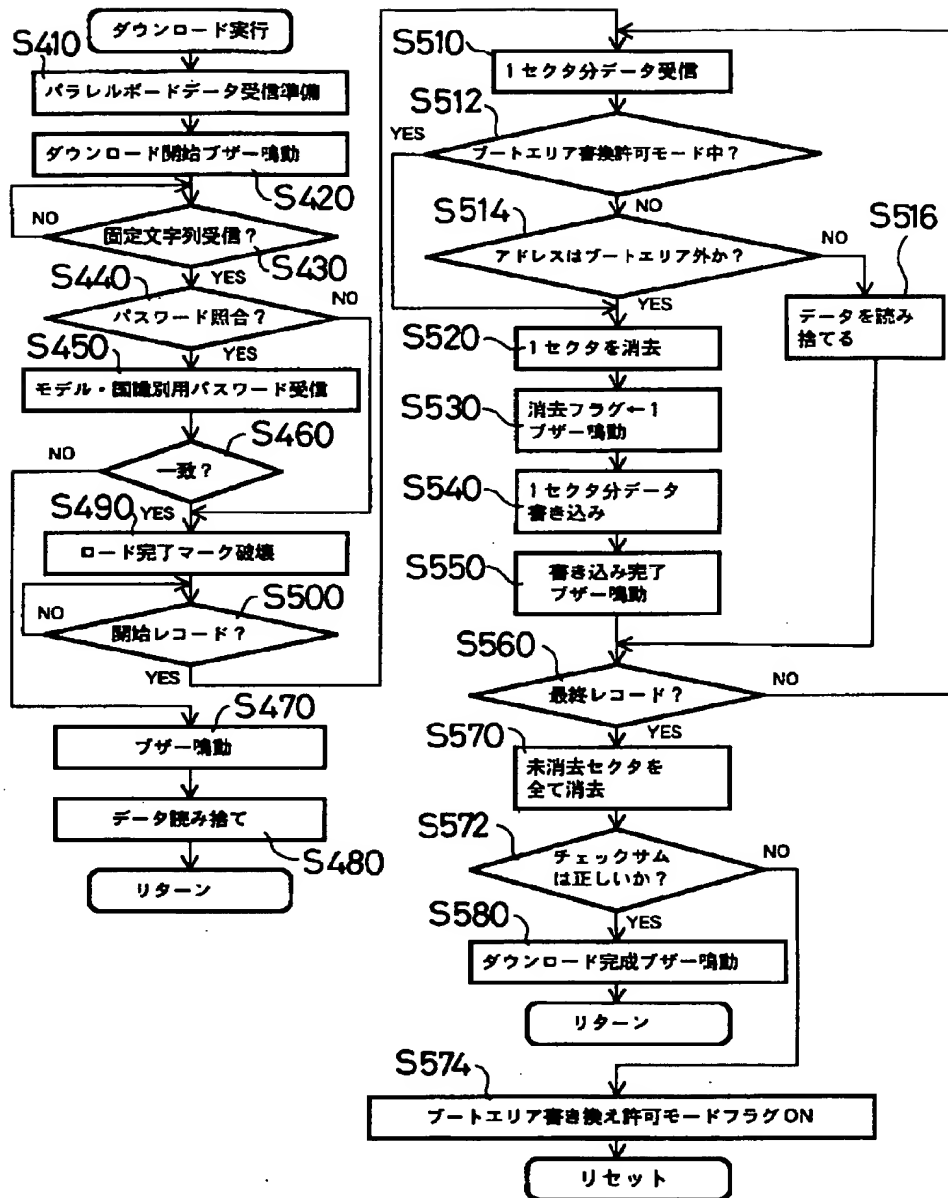 ダウンロード実行
S410
パラレルボードデータ受信準備
ダウンロード開始ブザー鳴動
S420
NO
固定文字列受信？
S430
YES
S440
NO
パスワード照合？
YES
S450
モデル・国識別用パスワード受信
S460
NO
一致？
YES
S490
ロード完了マーク破壊
S500
NO
開始レコード？
YES
S470
ブザー鳴動
データ読み捨て
S480
リターン
S510
1セクタ分データ受信
S512
YES
ブートエリア書換許可モード中？
NO
S514
アドレスはブートエリア外か？
NO
S516
YES
データを読み
捨てる
S520
1セクタを消去
S530
消去フラグ←1
ブザー鳴動
S540
1セクタ分データ
書き込み
S550
書き込み完了
ブザー鳴動
S560
最終レコード？
NO
YES
S570
未消去セクタを
全て消去
S572
チェックサム
は正しいか？
NO
YES
S580
ダウンロード完成ブザー鳴動
リターン
S574
ブートエリア書き換え許可モードフラグON
リセット